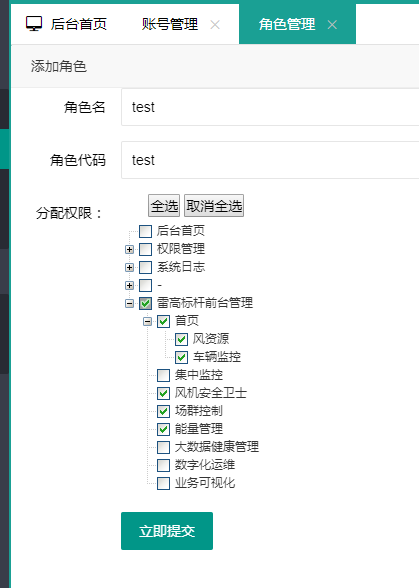 后台首页 账号管理 角色管理
添加角色
角色名 test
角色代码 test
分配权限： 全选 取消全选
后台首页
权限管理
系统日志
-
雷高标杆前台管理
首页
风资源
车辆监控
集中监控
风机安全卫士
场群控制
能量管理
大数据健康管理
数字化运维
业务可视化
立即提交